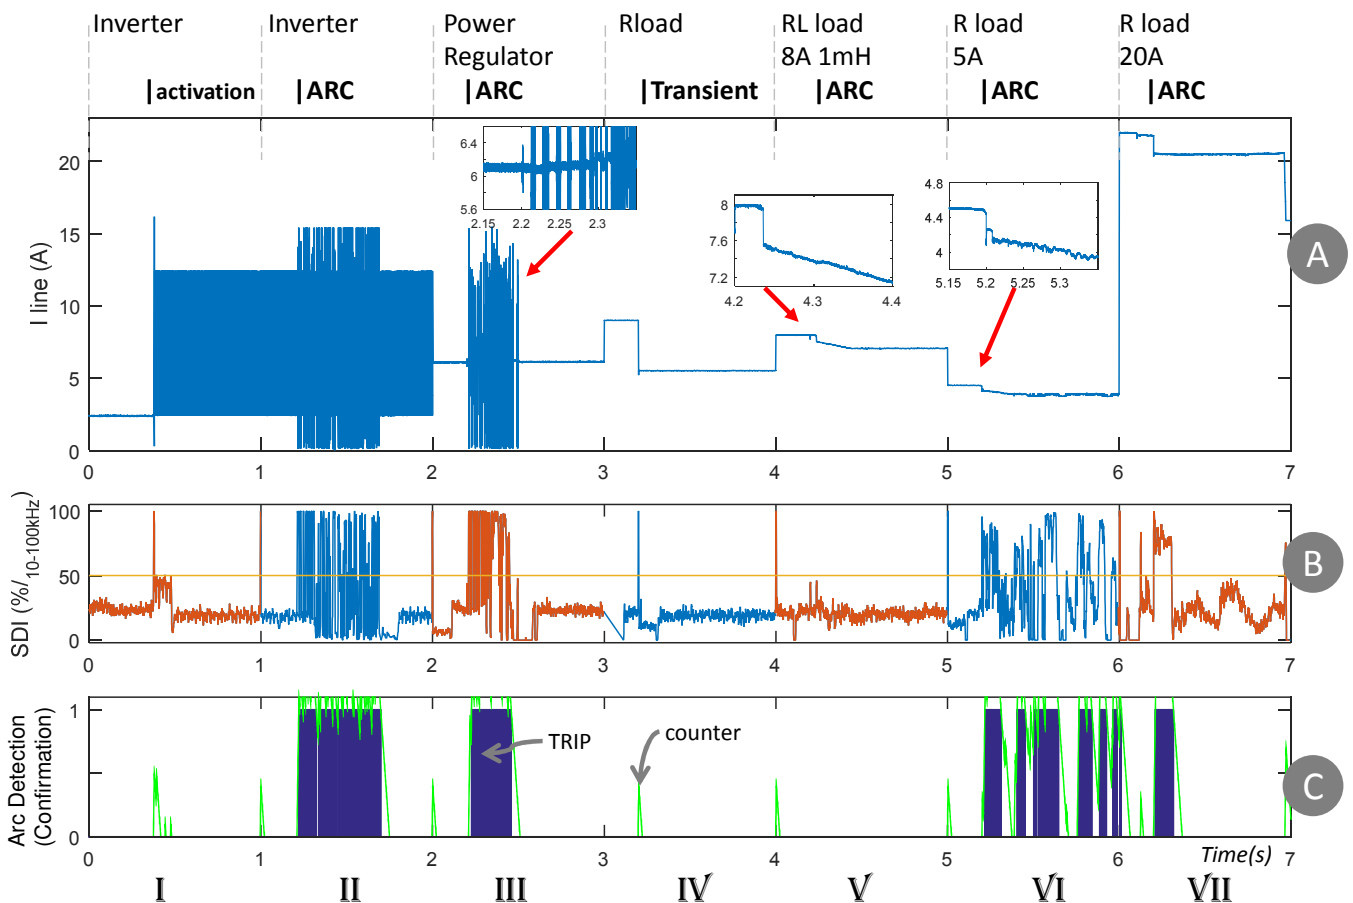 Inverter
Inverter
Power
Regulator
Rload
RL load
8A 1mH
R load
5A
R load
20A
activation
ARC
ARC
Transient
ARC
ARC
ARC
I line (A)
20
15
10
5
0
6.4
6
5.6
2.15 2.2 2.25 2.3
8
7.6
7.2
4.2 4.3 4.4
4.8
4.4
4
5.15 5.2 5.25 5.3
A
0 1 2 3 4 5 6 7
SDI (%/10-100kHz)
100
50
0
B
0 1 2 3 4 5 6 7
Arc Detection
(Confirmation)
1
0
TRIP
counter
C
0 1 2 3 4 5 6 7
Time(s)
I II III IV V VI VII